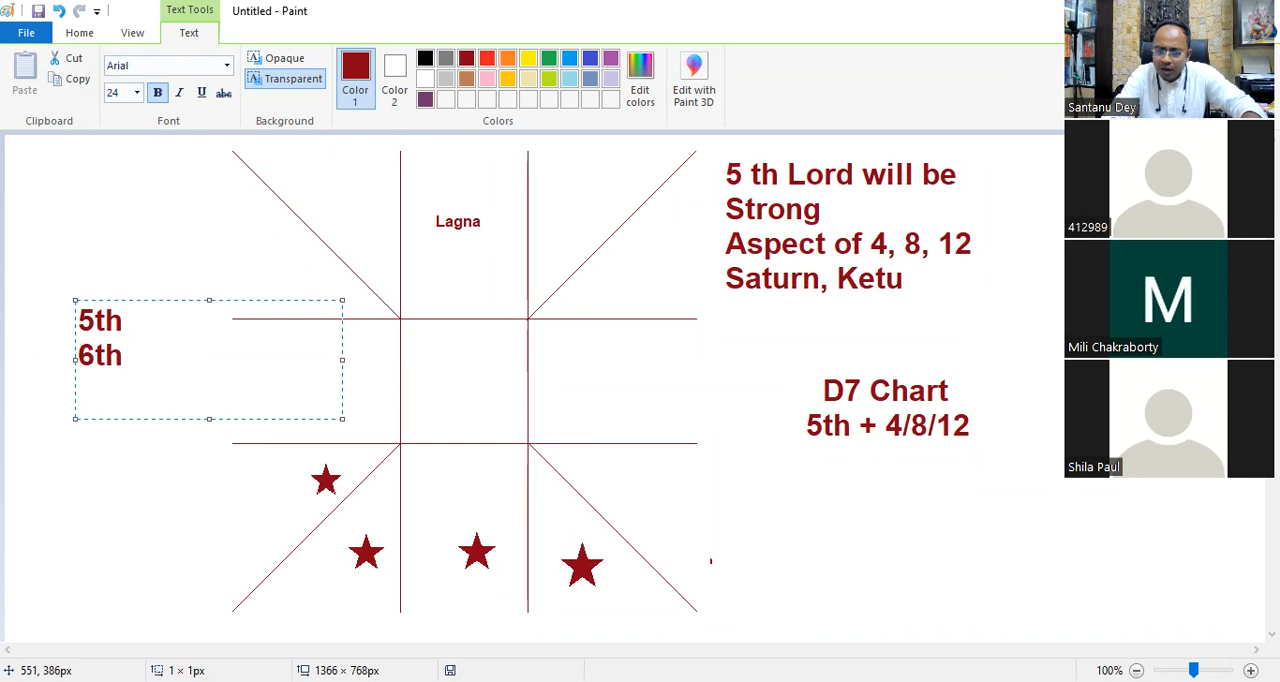 Text Tools
Untitled - Paint
File
Home
View
Text
Paste
Cut
Copy
Clipboard
Arial
24
B
I
U
abc
Font
Opaque
Transparent
Background
Color
1
Color
2
Edit
colors
Edit with
Paint 3D
Colors
Lagna
5th
6th
5 th Lord will be
Strong
Aspect of 4, 8, 12
Saturn, Ketu
D7 Chart
5th + 4/8/12
Santanu Dey
412989
M
Mili Chakraborty
Shila Paul
551, 386px
1 × 1px
1366 × 768px
100%